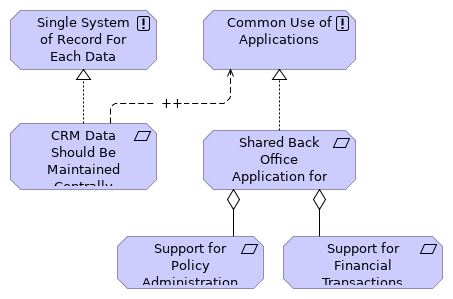 Single System
of Record For
Each Data
Common Use of
Applications
++
CRM Data
Should Be
Maintained
Centrally
Shared Back
Office
Application for
Support for
Policy
Administration
Support for
Financial
Transactions